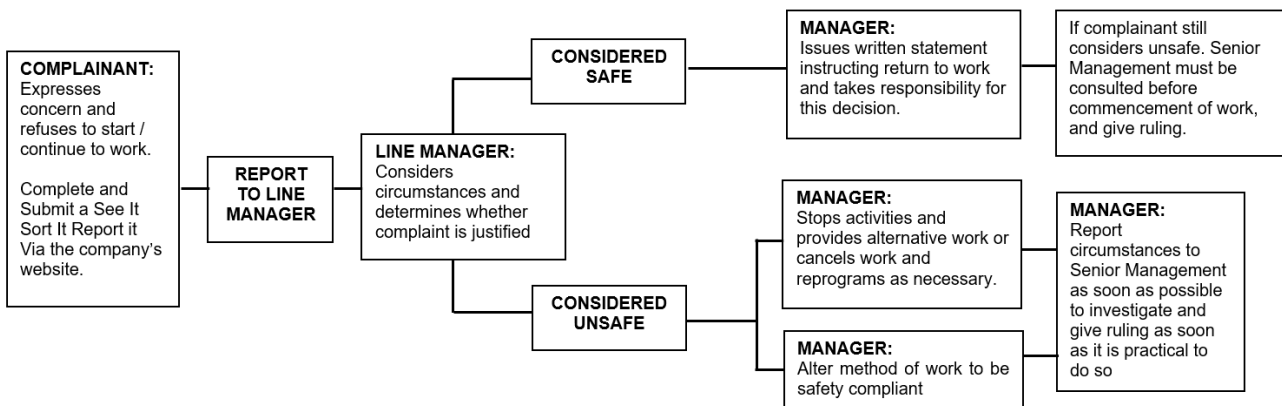 COMPLAINANT:
Expresses
concern and
refuses to start /
continue to work.
Complete and
Submit a See It
Sort It Report it
Via the company's
website.
REPORT
TO LINE
MANAGER
LINE MANAGER:
Considers
circumstances and
determines whether
complaint is justified
CONSIDERED
SAFE
MANAGER:
Issues written statement
instructing return to work
and takes responsibility for
this decision.
If complainant still
considers unsafe. Senior
Management must be
consulted before
commencement of work,
and give ruling.
CONSIDERED
UNSAFE
MANAGER:
Stops activities and
provides alternative work or
cancels work and
reprograms as necessary.
MANAGER:
Alter method of work to be
safety compliant
MANAGER:
Report
circumstances to
Senior Management
as soon as possible
to investigate and
give ruling as soon
as it is practical to
do so